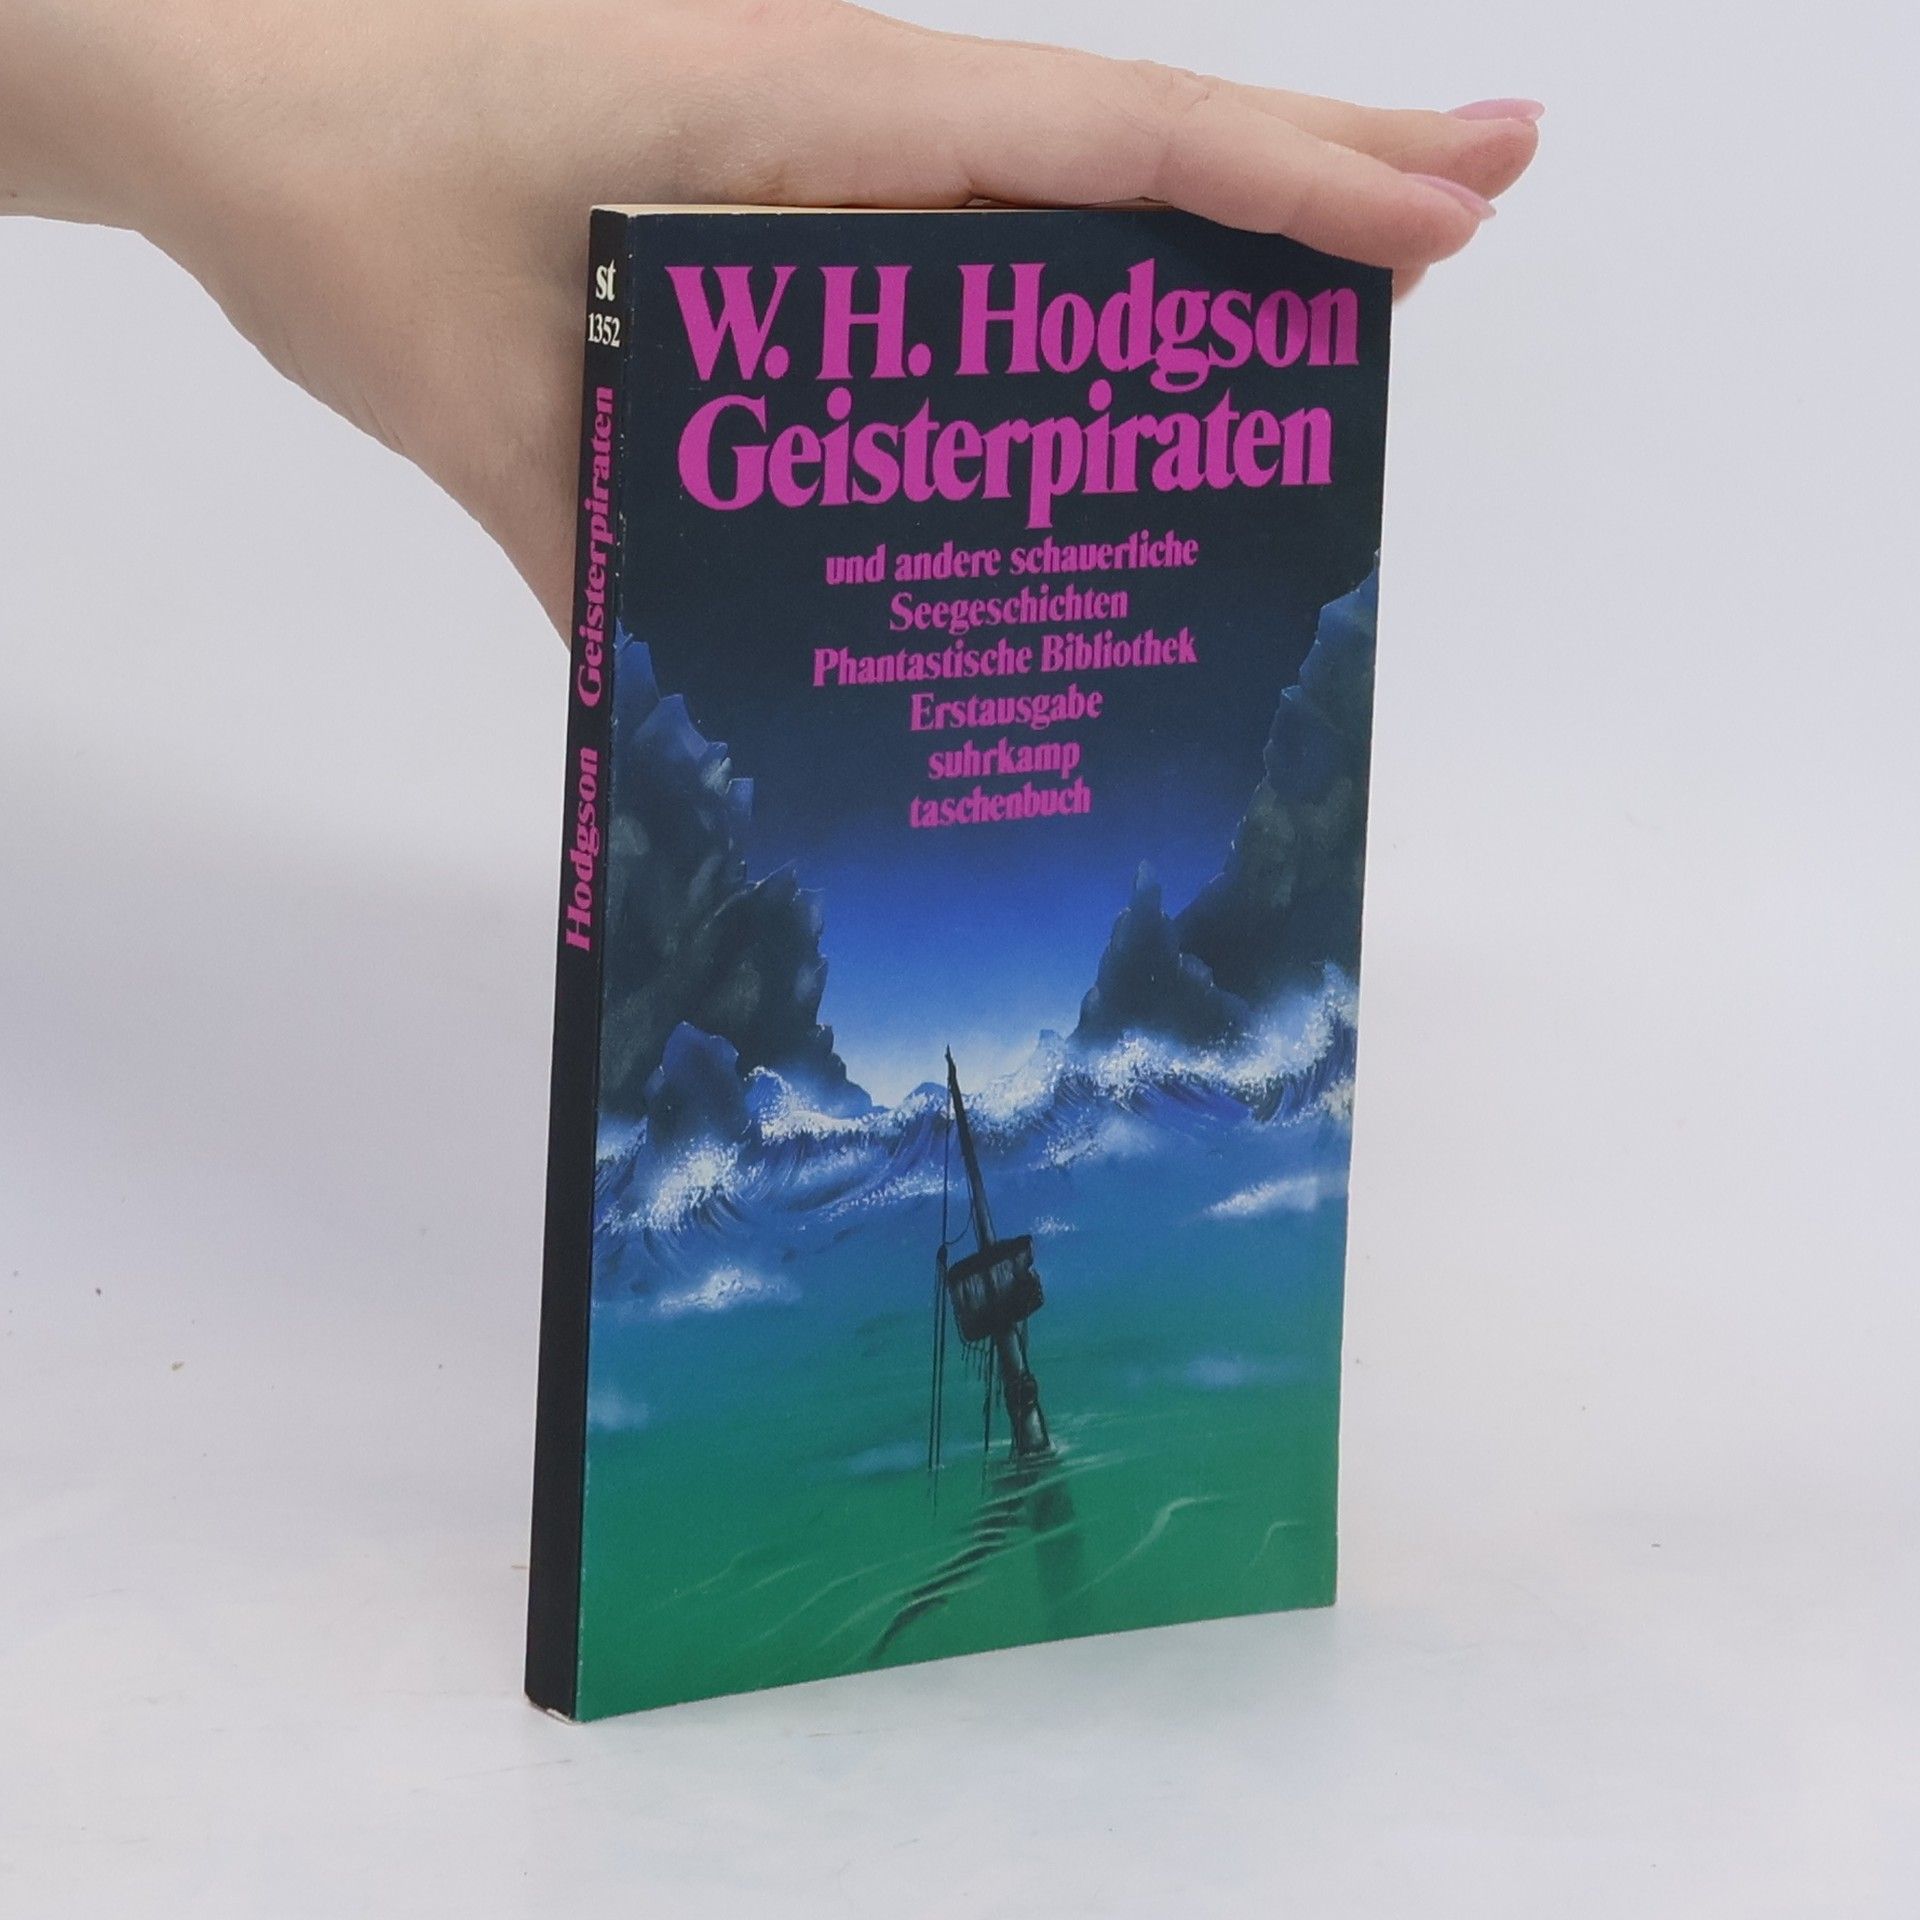 st
1352
Hodgson Geisterpiraten
W. H. Hodgson
Geisterpiraten
und andere schauerliche
Seegeschichten
Phantastische Bibliothek
Erstausgabe
suhrkamp
taschenbuch